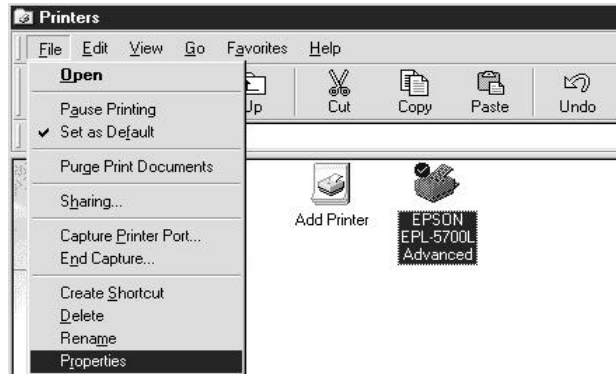 Printers
File Edit View Go Favorites Help
Up Cut Copy Paste Undo
Open
Pause Printing
Set as Default
Purge Print Documents
Sharing...
Capture Printer Port...
End Capture...
Create Shortcut
Delete
Rename
Properties
Add Printer
EPSON
EPL-5700L
Advanced